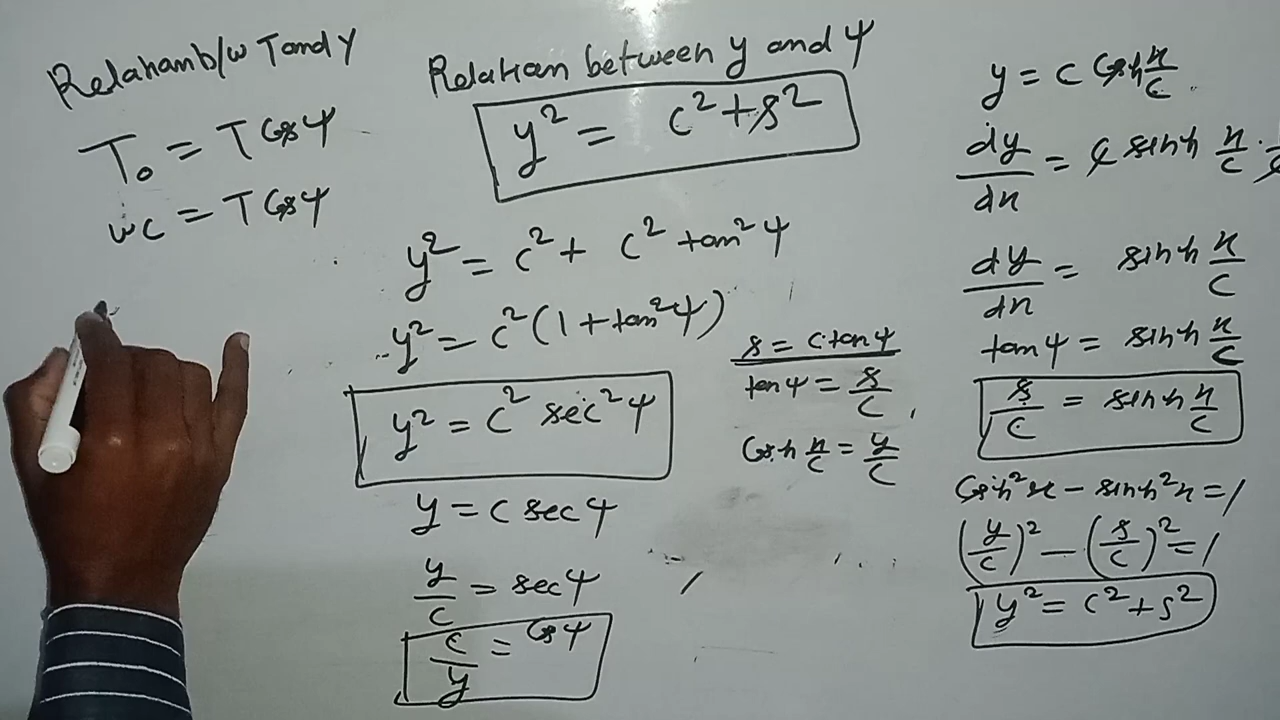 Relation b/w T and y
T₀ = T Cos ψ
wc = T Cos ψ
Relation between y and ψ
y² = c² + s²
y² = c² + c² tan² ψ
y² = c² (1 + tan² ψ)
y² = c² sec² ψ
y = c sec ψ
y/c = sec ψ
c/y = Cos ψ
s = c tan ψ
tan ψ = s/c
Cosh x/c = y/c
y = c Cosh x/c
dy/dx = c sinh x/c ·
dy/dx = sinh x/c
tan ψ = sinh x/c
s/c = sinh x/c
Cosh² x − sinh² x = 1
(y/c)² − (s/c)² = 1
y² = c² + s²